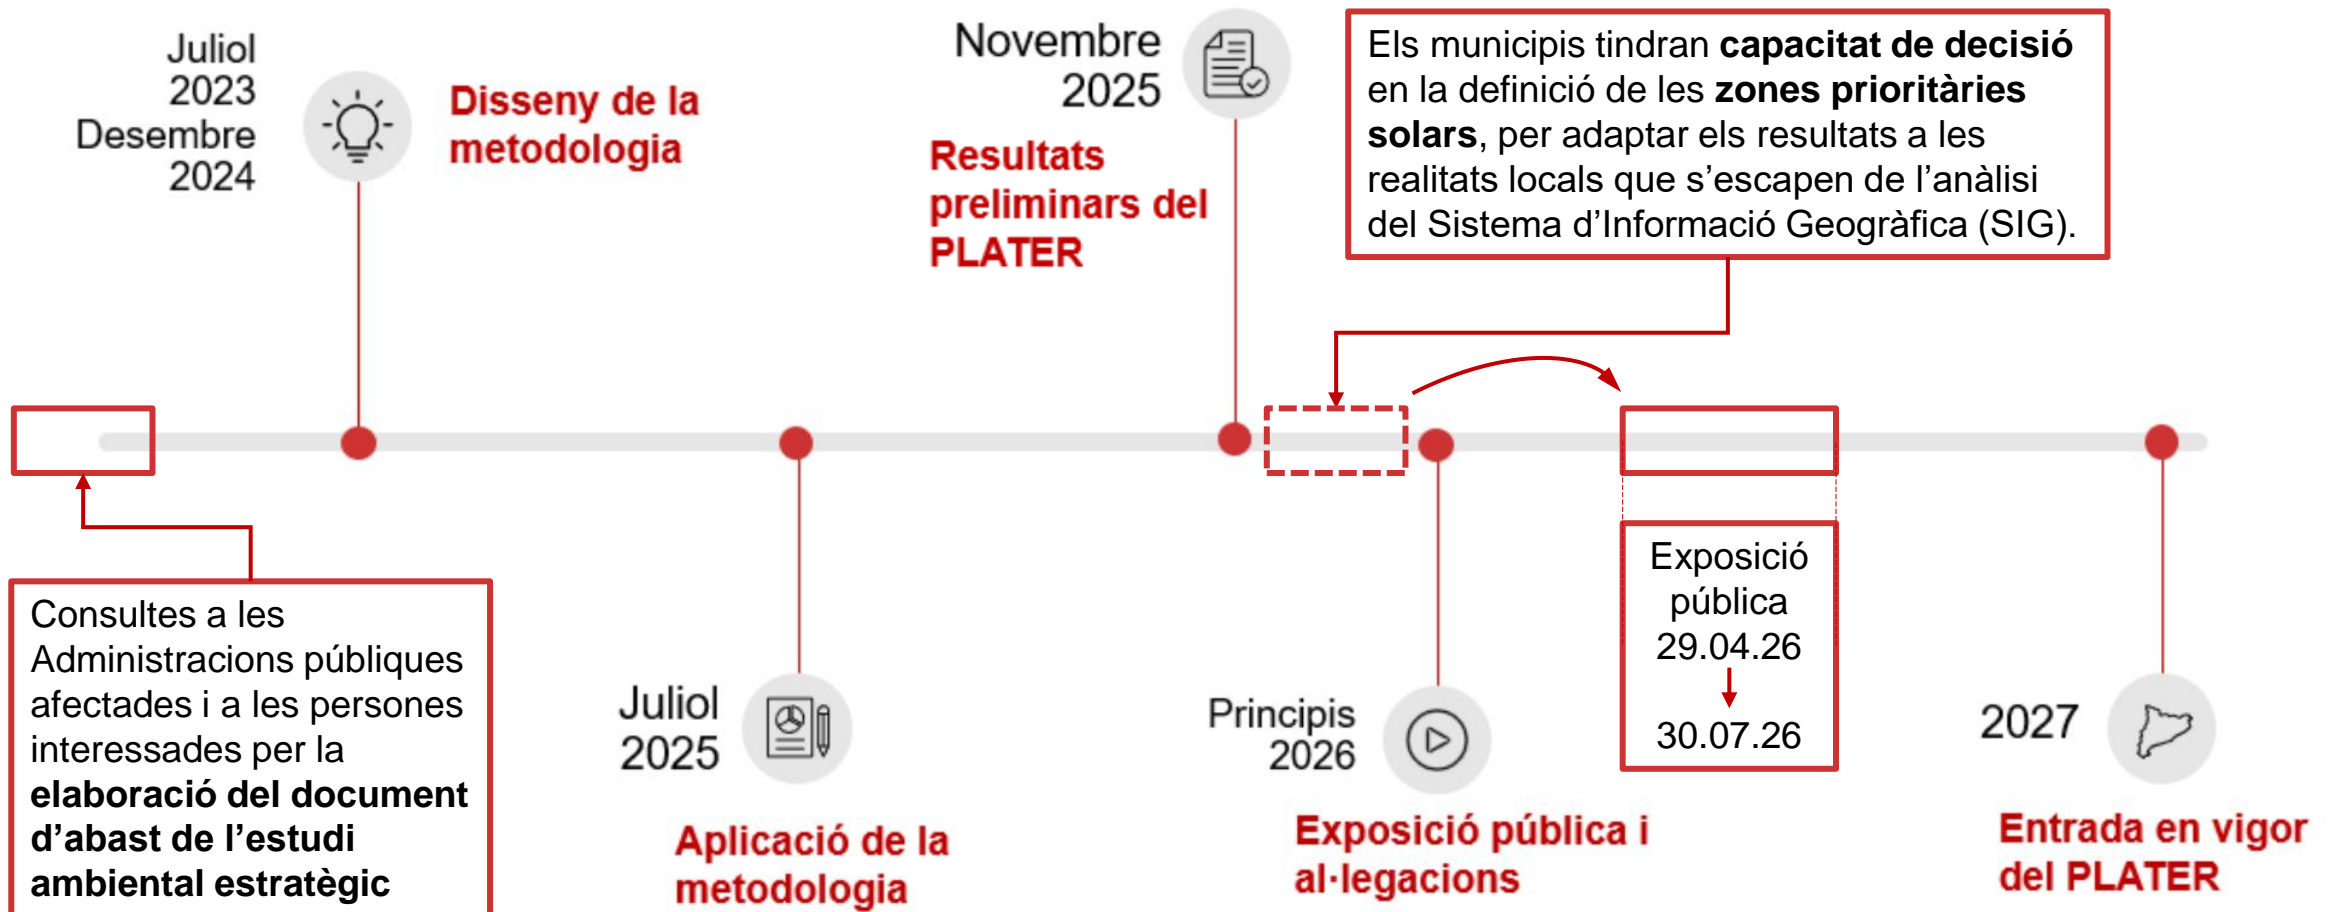 Juliol
2023
Desembre
2024
Disseny de la
metodologia
Novembre
2025
Resultats
preliminars del
PLATER
Els municipis tindran capacitat de decisió
en la definició de les zones prioritàries
solars, per adaptar els resultats a les
realitats locals que s’escapen de l’anàlisi
del Sistema d’Informació Geogràfica (SIG).
Consultes a les
Administracions públiques
afectades i a les persones
interessades per la
elaboració del document
d’abast de l’estudi
ambiental estratègic
Juliol
2025
Aplicació de la
metodologia
Principis
2026
Exposició pública i
al·legacions
Exposició
pública
29.04.26
30.07.26
2027
Entrada en vigor
del PLATER